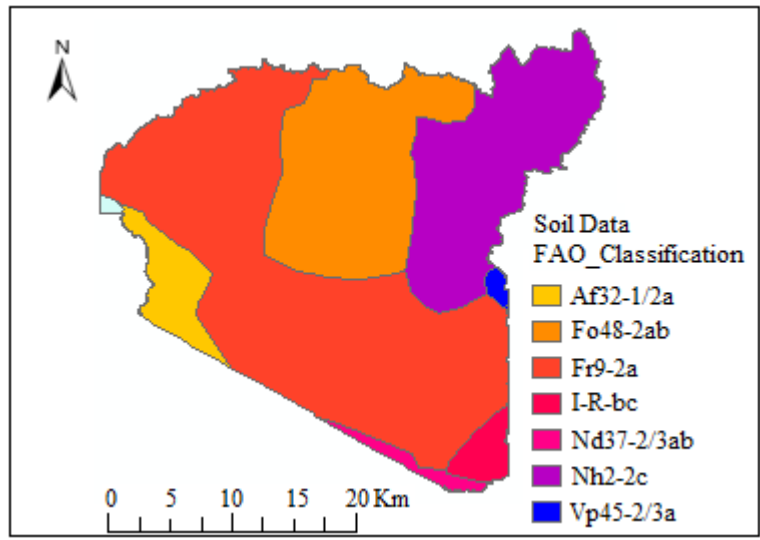 N
Soil Data
FAO_Classification
Af32-1/2a
Fo48-2ab
Fr9-2a
I-R-bc
Nd37-2/3ab
Nh2-2c
Vp45-2/3a
0 5 10 15 20 Km